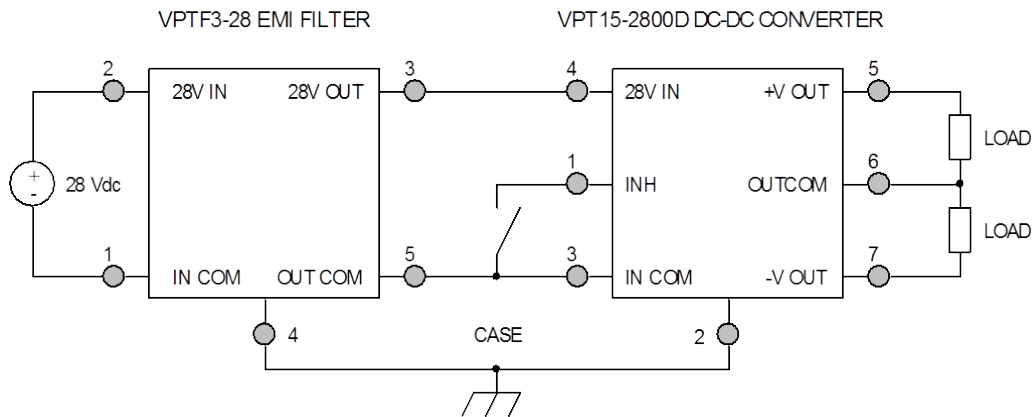 VPTF3-28 EMI FILTER
VPT15-2800D DC-DC CONVERTER
2
3
4
5
28V IN
28V OUT
28V IN
+V OUT
LOAD
+
-
28 Vdc
1
INH
OUTCOM
6
LOAD
1
5
3
7
IN COM
OUT COM
IN COM
-V OUT
4
CASE
2